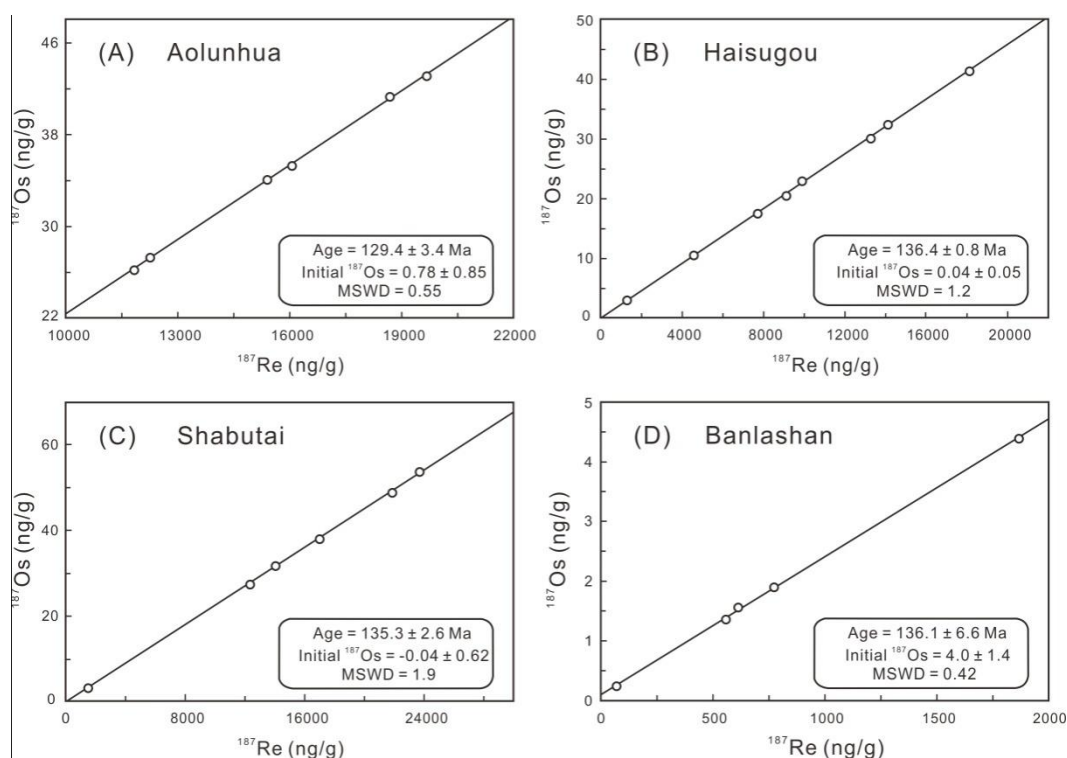 (A) Aolunhua
46
38
30
22
10000 13000 16000 19000 22000
187Os (ng/g)
187Re (ng/g)
Age = 129.4 ± 3.4 Ma
Initial 187Os = 0.78 ± 0.85
MSWD = 0.55
(B) Haisugou
50
40
30
20
10
0
0 4000 8000 12000 16000 20000
187Os (ng/g)
187Re (ng/g)
Age = 136.4 ± 0.8 Ma
Initial 187Os = 0.04 ± 0.05
MSWD = 1.2
(C) Shabutai
60
40
20
0
0 8000 16000 24000
187Os (ng/g)
187Re (ng/g)
Age = 135.3 ± 2.6 Ma
Initial 187Os = -0.04 ± 0.62
MSWD = 1.9
(D) Banlashan
5
4
3
2
1
0
0 500 1000 1500 2000
187Os (ng/g)
187Re (ng/g)
Age = 136.1 ± 6.6 Ma
Initial 187Os = 4.0 ± 1.4
MSWD = 0.42